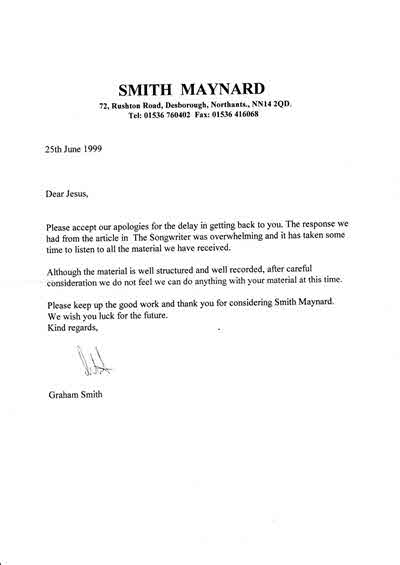 SMITH MAYNARD
72, Rushton Road, Desborough, Northants., NN14 2QD.
Tel: 01536 760402 Fax: 01536 416068
25th June 1999
Dear Jesus,
Please accept our apologies for the delay in getting back to you. The response we
had from the article in The Songwriter was overwhelming and it has taken some
time to listen to all the material we have received.
Although the material is well structured and well recorded, after careful
consideration we do not feel we can do anything with your material at this time.
Please keep up the good work and thank you for considering Smith Maynard.
We wish you luck for the future.
Kind regards,
Graham Smith